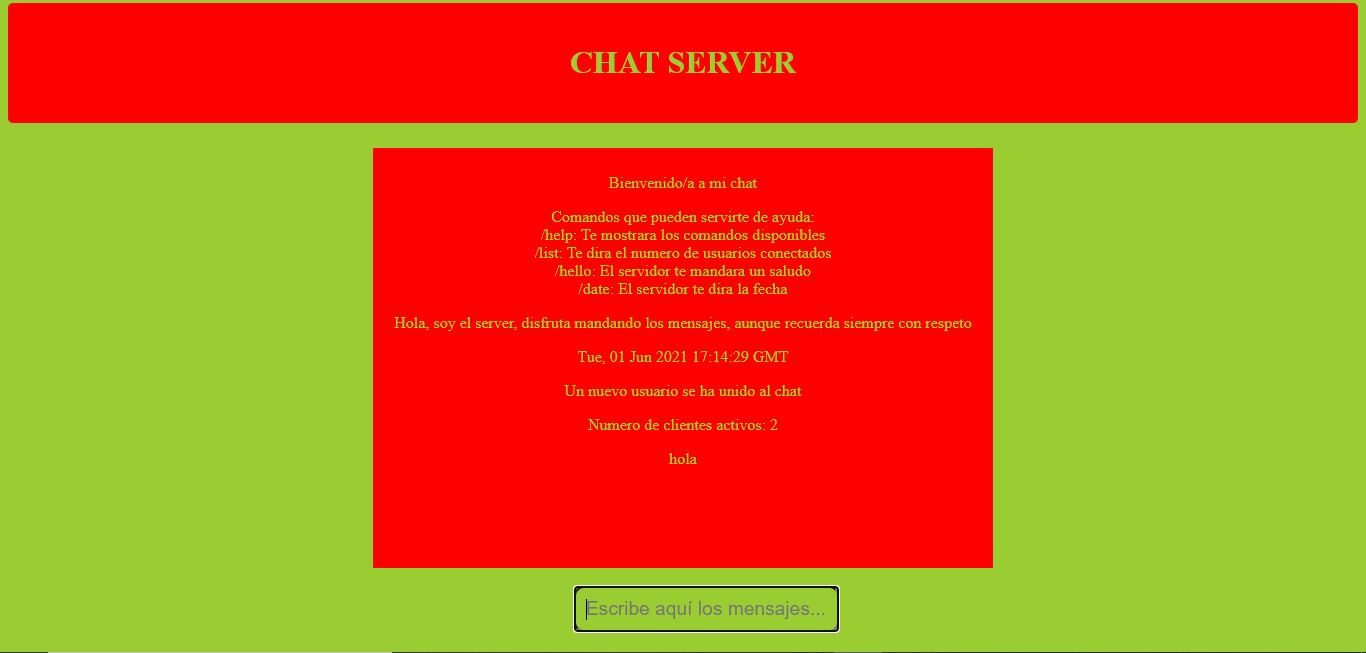 CHAT SERVER
Bienvenido/a a mi chat
Comandos que pueden servirte de ayuda:
/help: Te mostrara los comandos disponibles
/list: Te dira el numero de usuarios conectados
/hello: El servidor te mandara un saludo
/date: El servidor te dira la fecha
Hola, soy el server, disfruta mandando los mensajes, aunque recuerda siempre con respeto
Tue, 01 Jun 2021 17:14:29 GMT
Un nuevo usuario se ha unido al chat
Numero de clientes activos: 2
hola
Escribe aquí los mensajes...